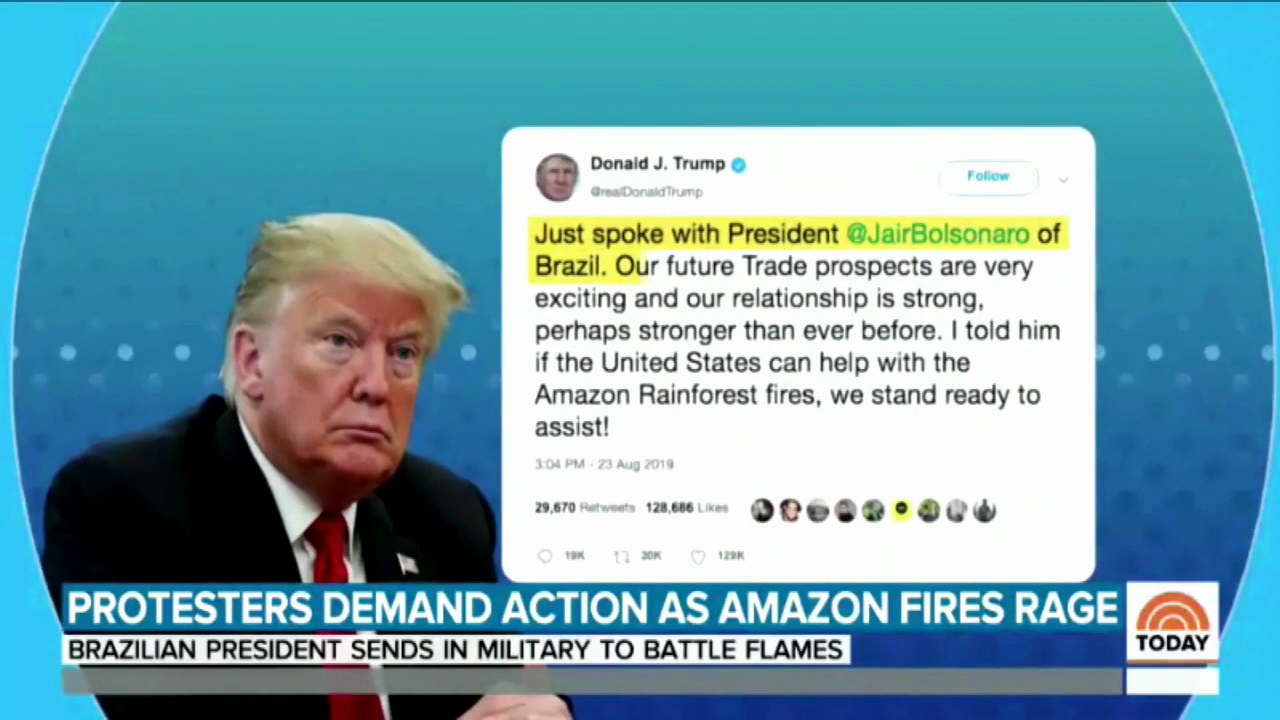 Donald J. Trump
Follow
@realDonaldTrump
Just spoke with President @JairBolsonaro of
Brazil. Our future Trade prospects are very
exciting and our relationship is strong,
perhaps stronger than ever before. I told him
if the United States can help with the
Amazon Rainforest fires, we stand ready to
assist!
3:04 PM - 23 Aug 2019
29,670 Retweets 128,686 Likes
19K 30K 129K
PROTESTERS DEMAND ACTION AS AMAZON FIRES RAGE
BRAZILIAN PRESIDENT SENDS IN MILITARY TO BATTLE FLAMES
TODAY